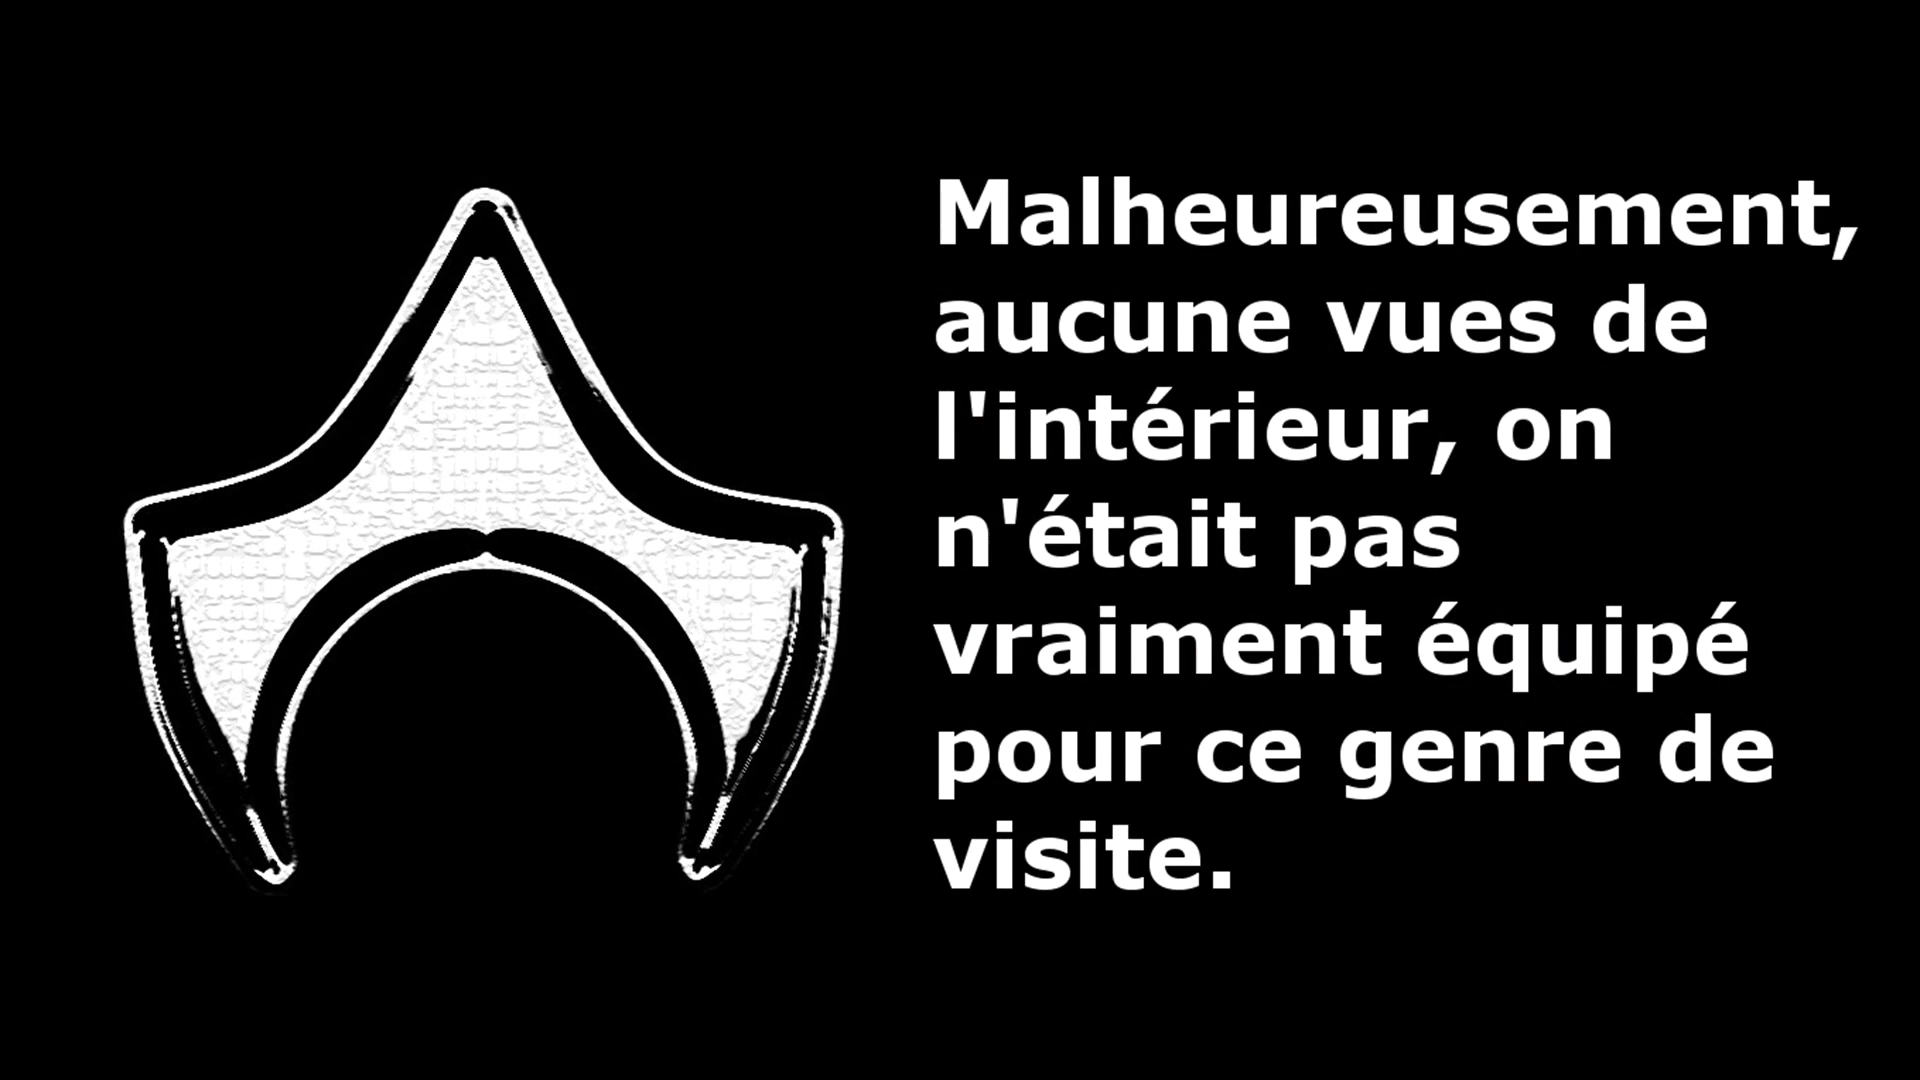 Malheureusement,
aucune vues de
l'intérieur, on
n'était pas
vraiment équipé
pour ce genre de
visite.